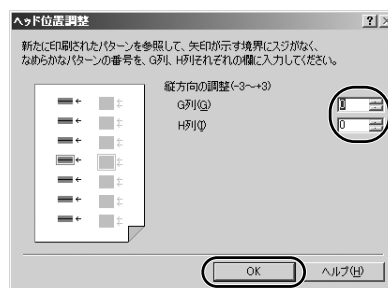 ヘッド位置調整
新たに印刷されたパターンを参照して、矢印が示す境界にスジがなく、
なめらかなパターンの番号を、G列、H列それぞれの欄に入力してください。
縦方向の調整(-3～+3)
G列(G) 0
H列(I) 0
OK ヘルプ(H)